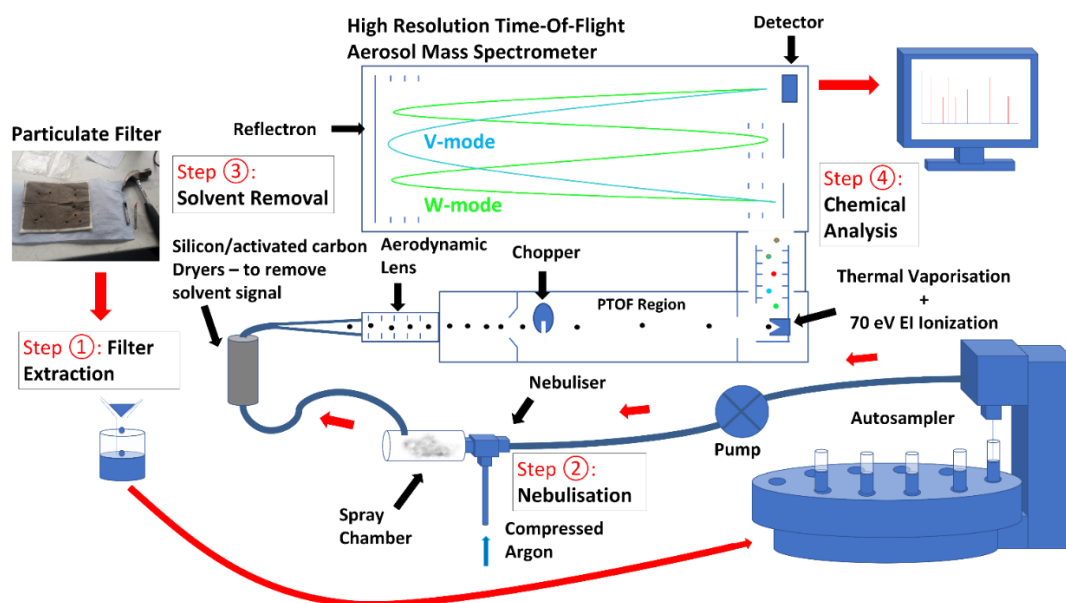 High Resolution Time-Of-Flight
Aerosol Mass Spectrometer
Detector
Reflectron
V-mode
W-mode
Particulate Filter
Step ③:
Solvent Removal
Step ④:
Chemical
Analysis
Silicon/activated carbon
Dryers – to remove
solvent signal
Aerodynamic
Lens
Chopper
PTOF Region
Thermal Vaporisation
+
70 eV EI Ionization
Step ①: Filter
Extraction
Nebuliser
Pump
Autosampler
Step ②:
Nebulisation
Spray
Chamber
Compressed
Argon